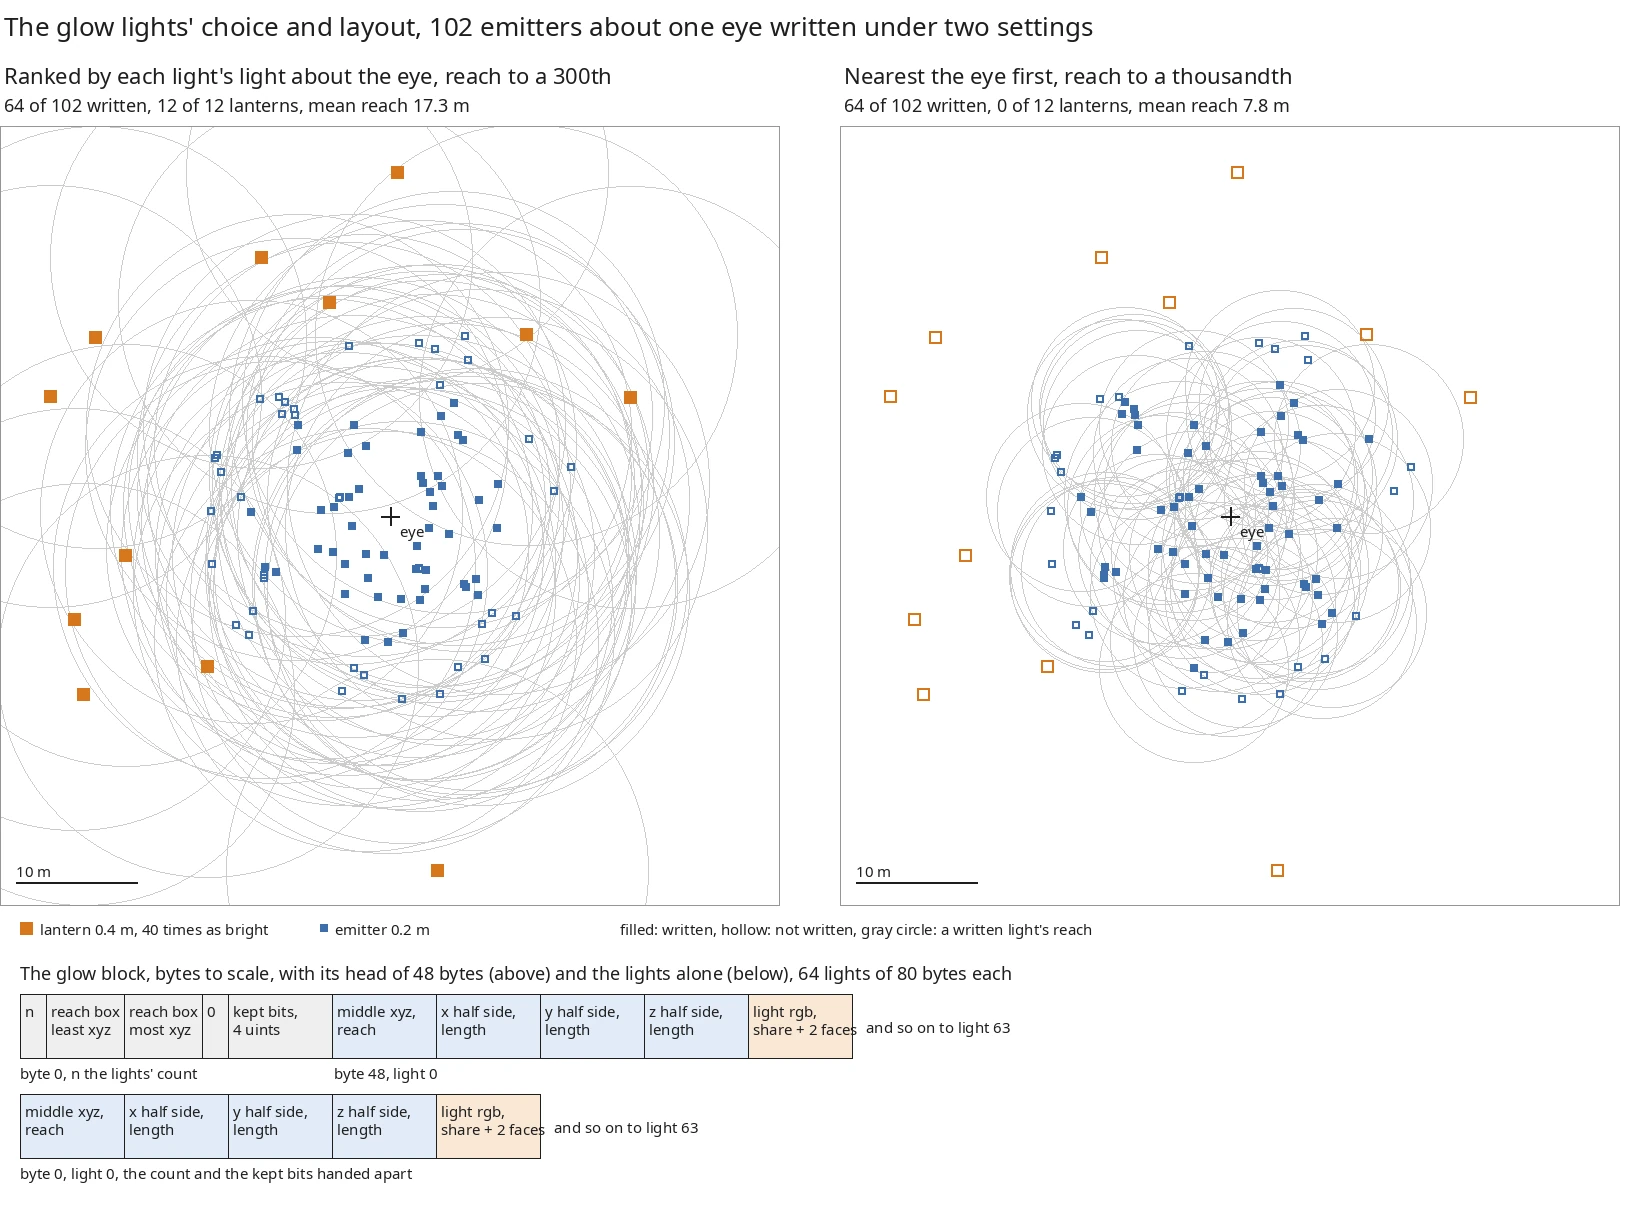 The glow lights' choice and layout, 102 emitters about one eye written under two settings
Ranked by each light's light about the eye, reach to a 300th
64 of 102 written, 12 of 12 lanterns, mean reach 17.3 m
Nearest the eye first, reach to a thousandth
64 of 102 written, 0 of 12 lanterns, mean reach 7.8 m
eye
10 m
eye
10 m
lantern 0.4 m, 40 times as bright
emitter 0.2 m
filled: written, hollow: not written, gray circle: a written light's reach
The glow block, bytes to scale, with its head of 48 bytes (above) and the lights alone (below), 64 lights of 80 bytes each
n
reach box
least xyz
reach box
most xyz
0
kept bits,
4 uints
middle xyz,
reach
x half side,
length
y half side,
length
z half side,
length
light rgb,
share + 2 faces
and so on to light 63
byte 0, n the lights' count
byte 48, light 0
middle xyz,
reach
x half side,
length
y half side,
length
z half side,
length
light rgb,
share + 2 faces
and so on to light 63
byte 0, light 0, the count and the kept bits handed apart